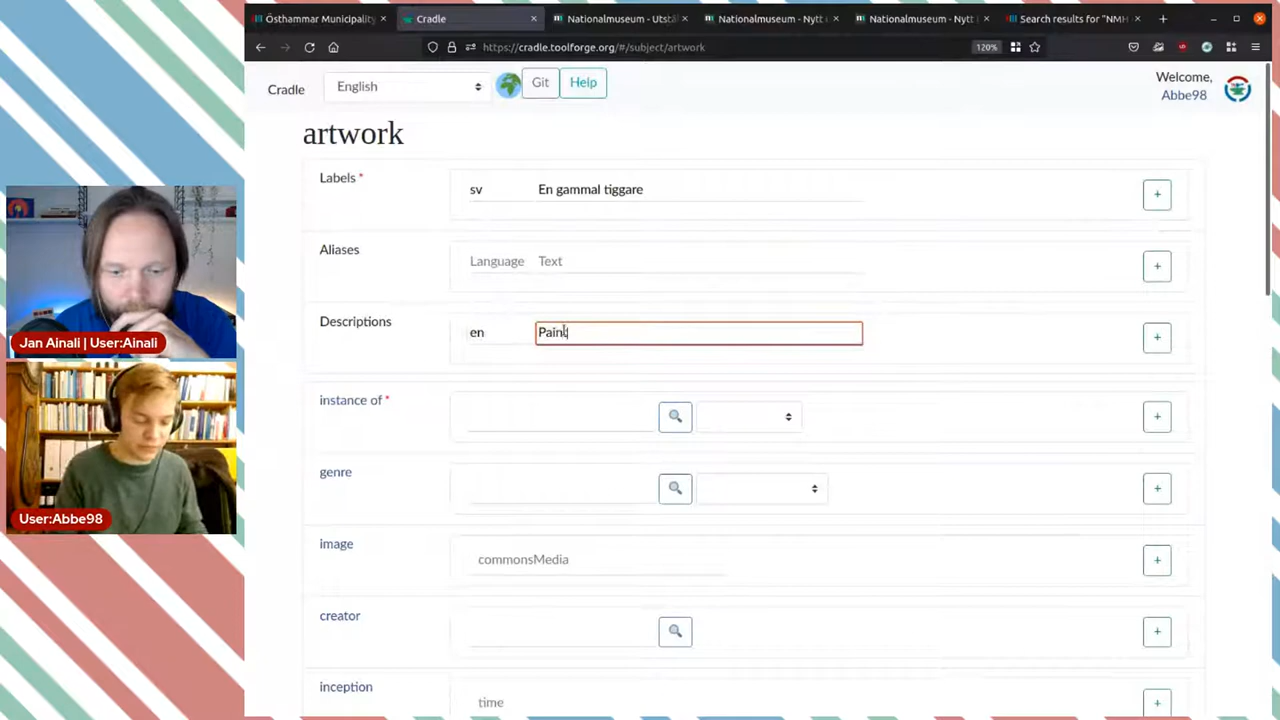 Östhammar Municipality
Cradle
Nationalmuseum - Utstäl
Nationalmuseum - Nytt i
Nationalmuseum - Nytt i
Search results for "NMH
https://cradle.toolforge.org/#/subject/artwork
120%
Cradle
English
Git
Help
Welcome,
Abbe98
artwork
Labels *
sv
En gammal tiggare
Aliases
Language
Text
Descriptions
en
Paint
instance of *
genre
image
commonsMedia
creator
inception
time
Jan Ainali | User:Ainali
User:Abbe98